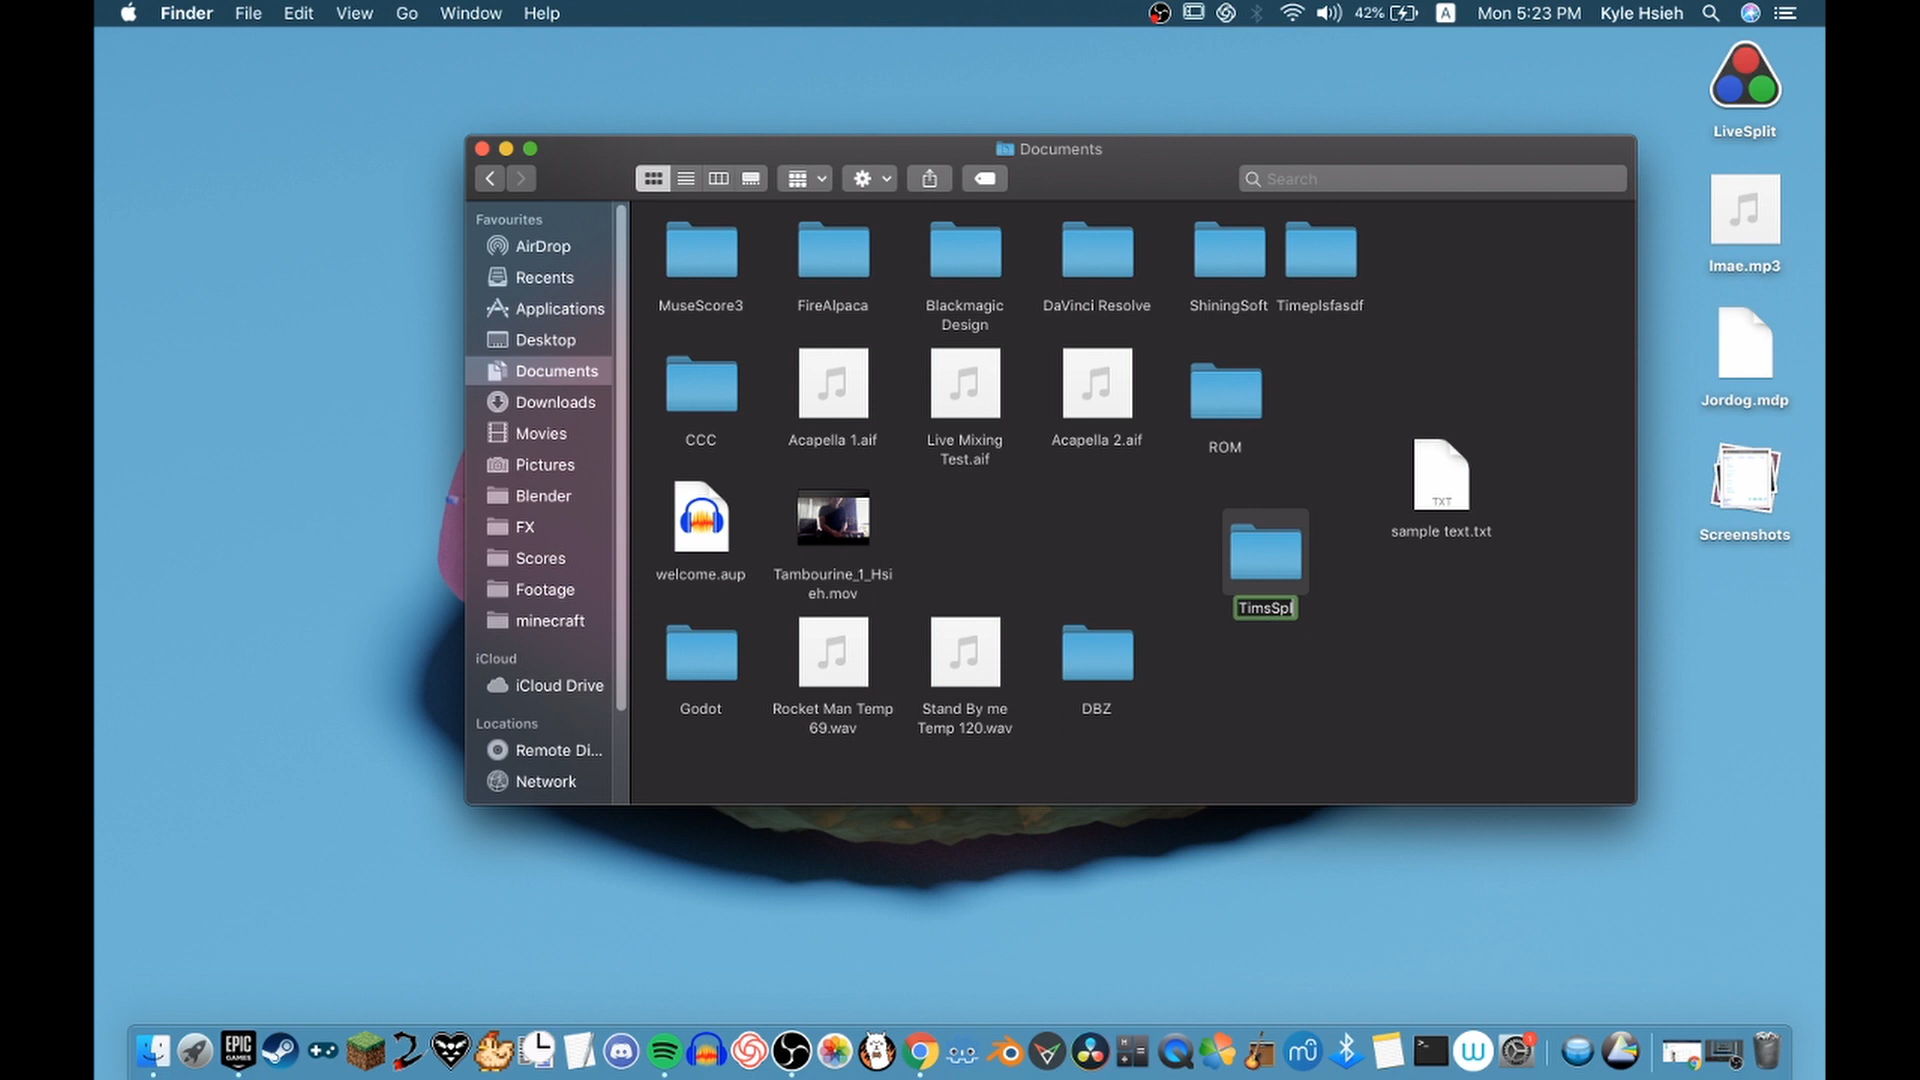 Finder File Edit View Go Window Help
42% A Mon 5:23 PM Kyle Hsieh
Documents
Search
Favourites
AirDrop
Recents
Applications
Desktop
Documents
Downloads
Movies
Pictures
Blender
FX
Scores
Footage
minecraft
iCloud
iCloud Drive
Locations
Remote Di...
Network
MuseScore3
FireAlpaca
Blackmagic
Design
DaVinci Resolve
ShiningSoft
Timeplsfasdf
CCC
Acapella 1.aif
Live Mixing
Test.aif
Acapella 2.aif
ROM
TXT
sample text.txt
welcome.aup
Tambourine_1_Hsi
eh.mov
TimsSpl
Godot
Rocket Man Temp
69.wav
Stand By me
Temp 120.wav
DBZ
LiveSplit
lmae.mp3
Jordog.mdp
Screenshots
EPIC
GAMES